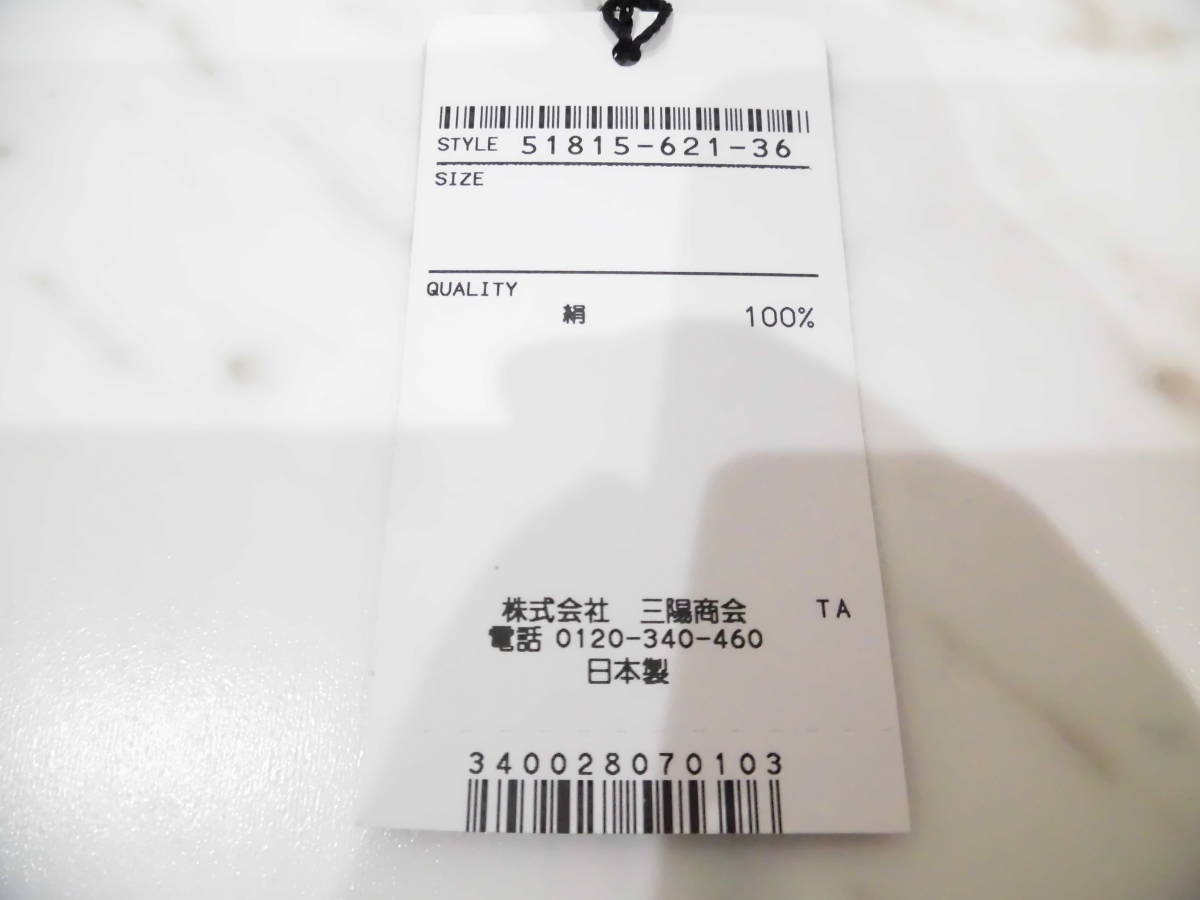 STYLE 51815-621-36
SIZE
QUALITY
絹 100%
株式会社 三陽商会 TA
電話 0120-340-460
日本製
340028070103